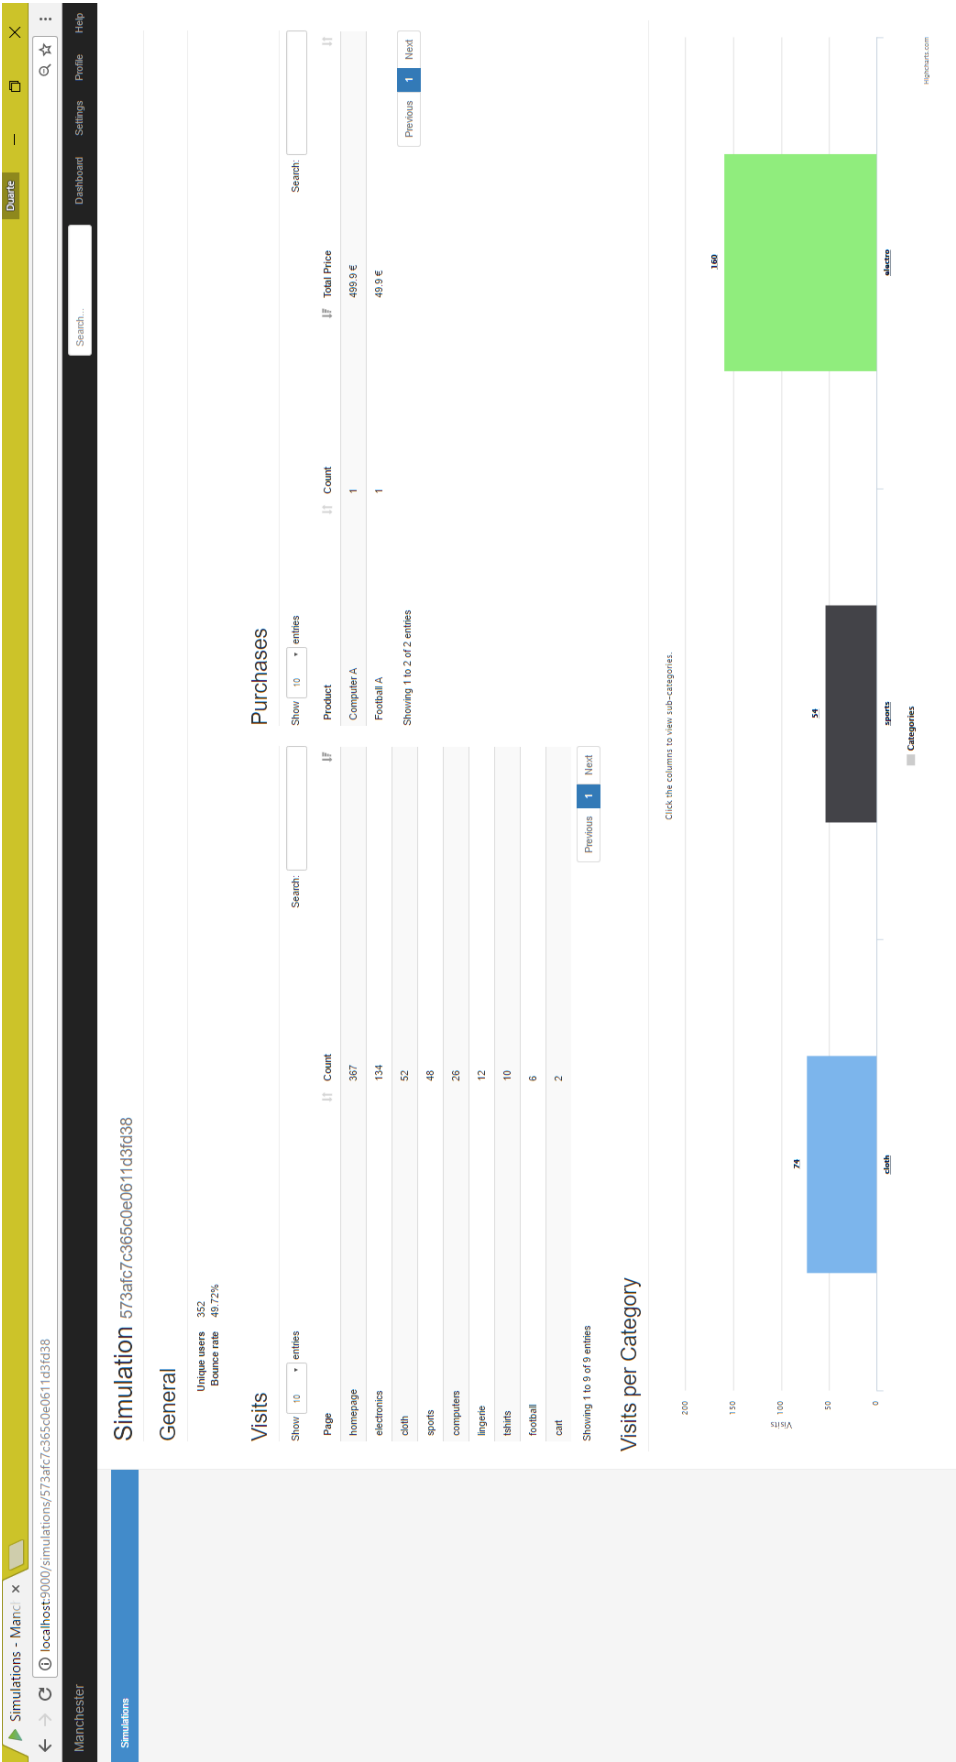 Simulations - Manc
Duarte
localhost:9000/simulations/573afc7c365c0e0611d3fd38
Manchester
Search...
Dashboard
Settings
Profile
Help
Simulations
Simulation 573afc7c365c0e0611d3fd38
General
Unique users 352
Bounce rate 49.72%
Visits
Show 10 entries
Search:
Page Count
homepage 367
electronics 134
cloth 52
sports 48
computers 26
lingerie 12
tshirts 10
football 6
cart 2
Showing 1 to 9 of 9 entries
Previous 1 Next
Purchases
Show 10 entries
Search:
Product Count Total Price
Computer A 1 499.9 €
Football A 1 49.9 €
Showing 1 to 2 of 2 entries
Previous 1 Next
Visits per Category
Click the columns to view sub-categories.
Visits
200
150
100
50
0
74
54
160
cloth
sports
electro
Categories
Highcharts.com